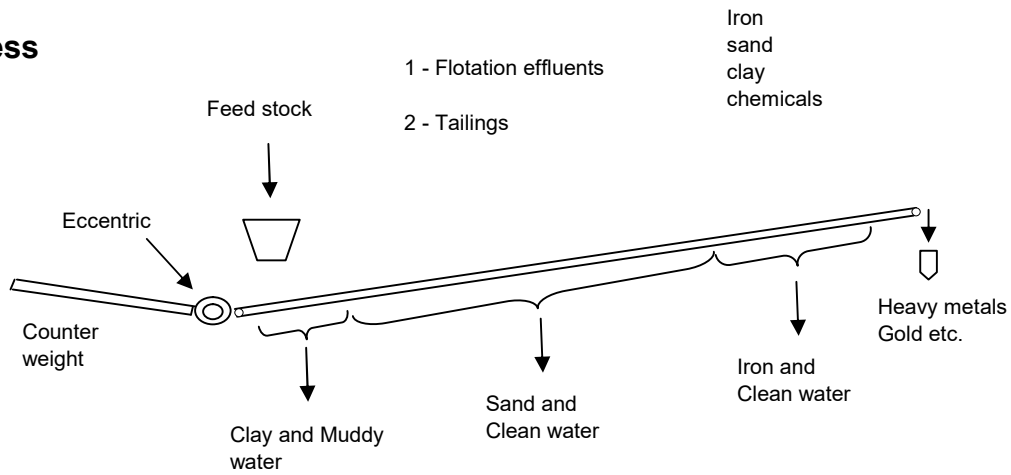 ess
Iron
sand
clay
chemicals
1 - Flotation effluents
Feed stock
2 - Tailings
Eccentric
Counter
weight
Heavy metals
Gold etc.
Iron and
Clean water
Sand and
Clean water
Clay and Muddy
water